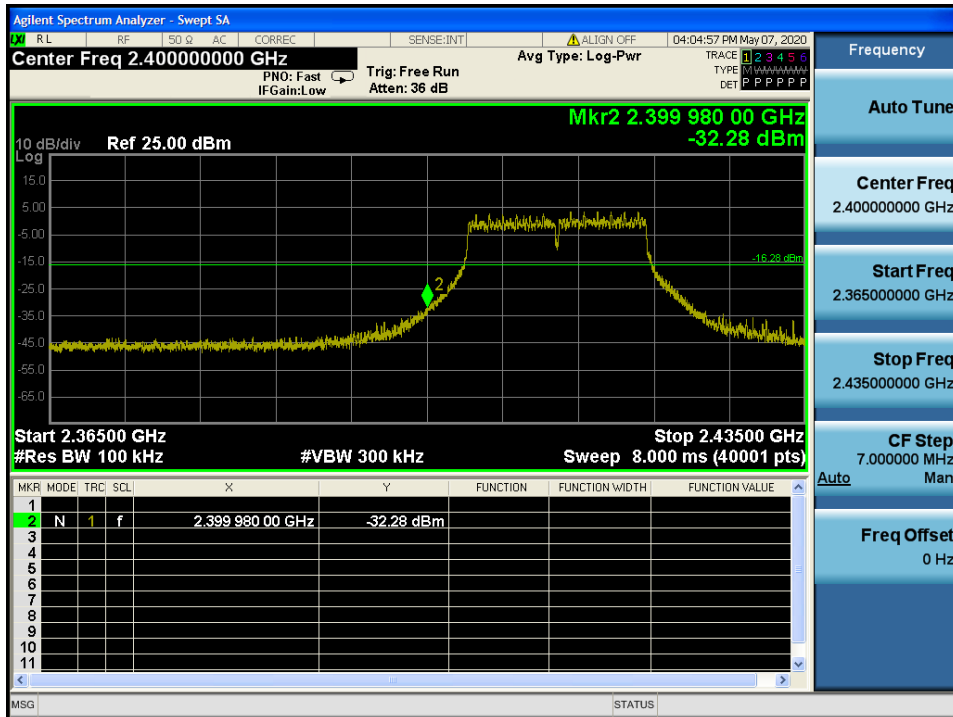 Agilent Spectrum Analyzer - Swept SA
LXI RL RF 50 Ω AC CORREC SENSE:INT ALIGN OFF 04:04:57 PM May 07, 2020
Center Freq 2.400000000 GHz
PNO: Fast
IFGain:Low
Trig: Free Run
Atten: 36 dB
Avg Type: Log-Pwr
TRACE 1 2 3 4 5 6
TYPE M
DET P P P P P P
Mkr2 2.399 980 00 GHz
-32.28 dBm
10 dB/div
Log
Ref 25.00 dBm
15.0
5.00
-5.00
-15.0
-25.0
-35.0
-45.0
-55.0
-65.0
-16.28 dBm
2
Start 2.36500 GHz
Stop 2.43500 GHz
#Res BW 100 kHz
#VBW 300 kHz
Sweep 8.000 ms (40001 pts)
MKR MODE TRC SCL X Y FUNCTION FUNCTION WIDTH FUNCTION VALUE
1
2 N 1 f 2.399 980 00 GHz -32.28 dBm
3
4
5
6
7
8
9
10
11
MSG
STATUS
Frequency
Auto Tune
Center Freq
2.400000000 GHz
Start Freq
2.365000000 GHz
Stop Freq
2.435000000 GHz
CF Step
7.000000 MHz
Auto Man
Freq Offset
0 Hz